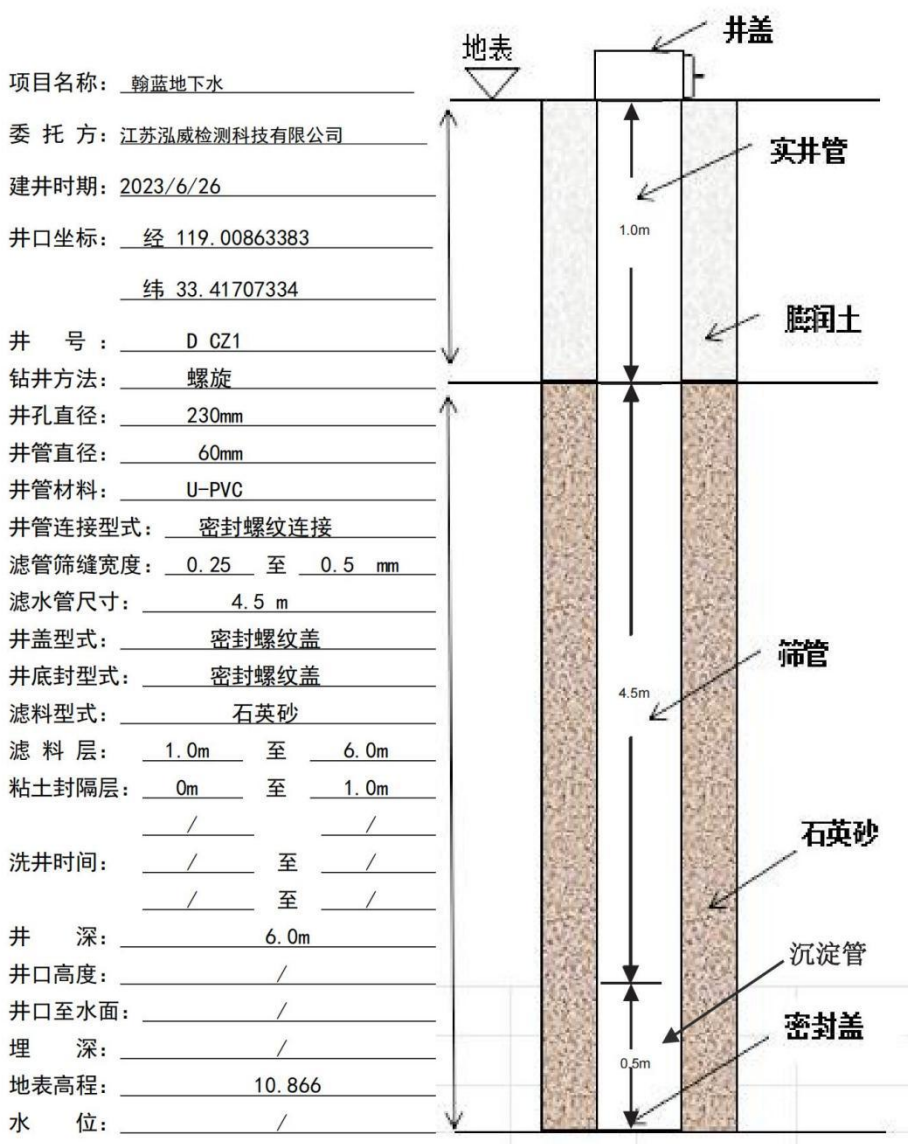 项目名称: 翰蓝地下水
委 托 方: 江苏泓威检测科技有限公司
建井时期: 2023/6/26
井口坐标: 经 119.00863383
纬 33.41707334
井 号 : D CZ1
钻井方法: 螺旋
井孔直径: 230mm
井管直径: 60mm
井管材料: U-PVC
井管连接型式: 密封螺纹连接
滤管筛缝宽度: 0.25 至 0.5 mm
滤水管尺寸: 4.5 m
井盖型式: 密封螺纹盖
井底封型式: 密封螺纹盖
滤料型式: 石英砂
滤 料 层: 1.0m 至 6.0m
粘土封隔层: 0m 至 1.0m
/ /
洗井时间: / 至 /
/ 至 /
井 深: 6.0m
井口高度: /
井口至水面: /
埋 深: /
地表高程: 10.866
水 位: /
井盖
地表
实井管
1.0m
膨润土
筛管
4.5m
石英砂
沉淀管
密封盖
0.5m